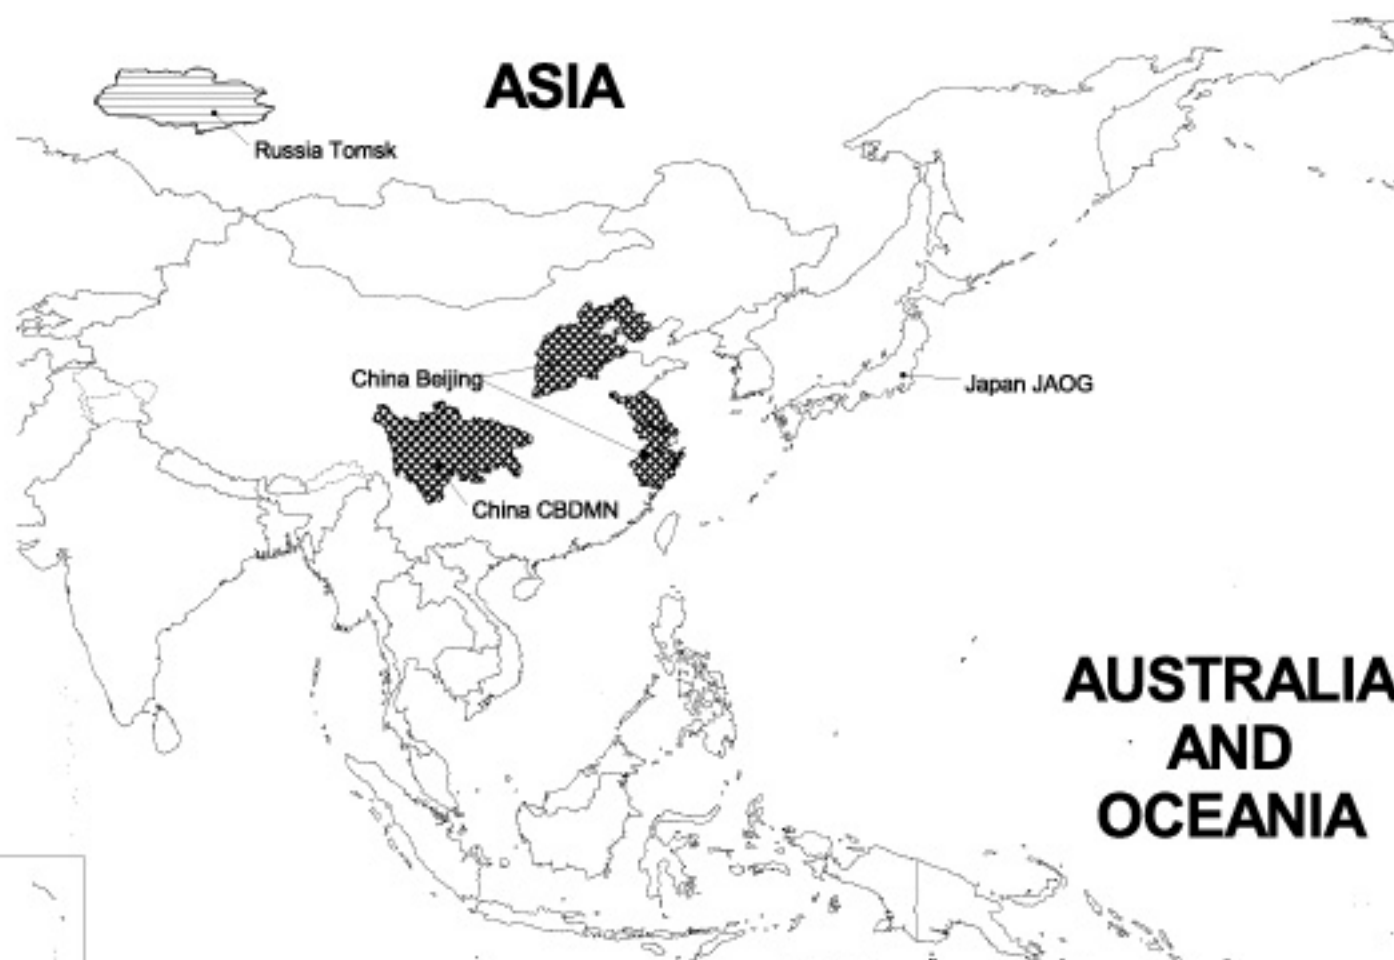 ASIA
Russia Tomsk
China Beijing
Japan JAOG
China CBDMN
AUSTRALIA
AND
OCEANIA